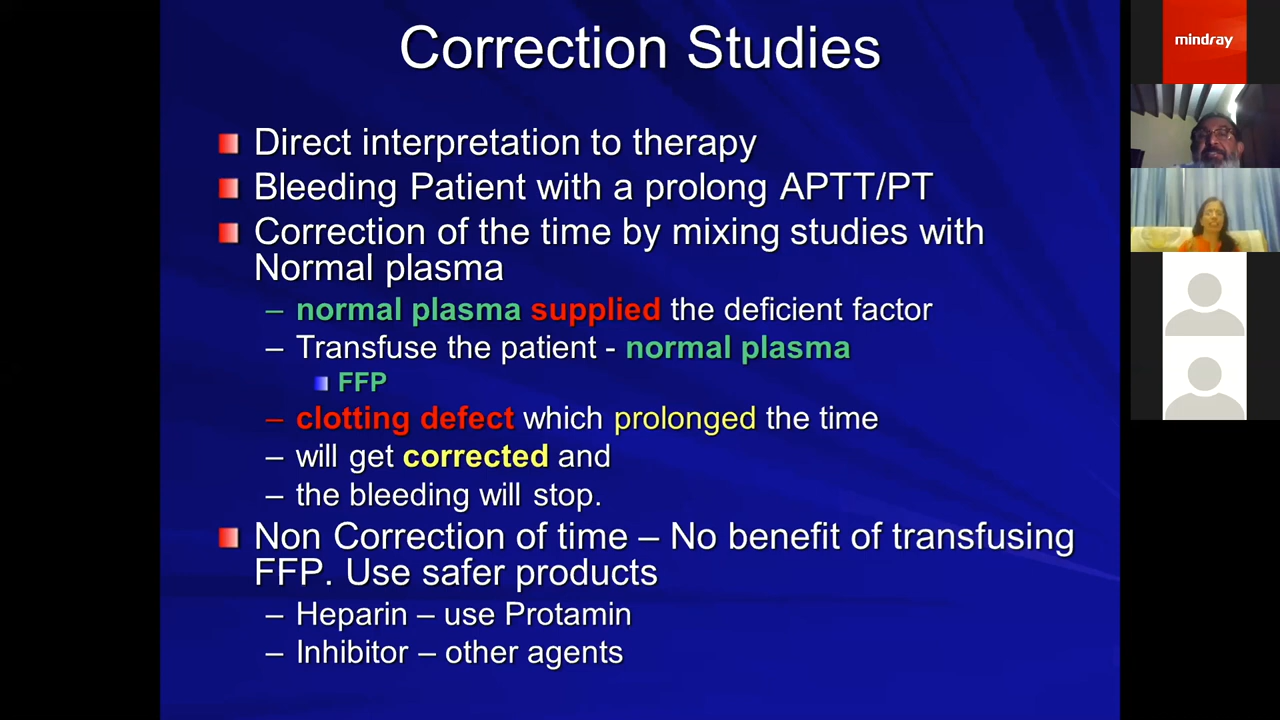 Correction Studies
Direct interpretation to therapy
Bleeding Patient with a prolong APTT/PT
Correction of the time by mixing studies with
Normal plasma
– normal plasma supplied the deficient factor
– Transfuse the patient - normal plasma
FFP
– clotting defect which prolonged the time
– will get corrected and
– the bleeding will stop.
Non Correction of time – No benefit of transfusing
FFP. Use safer products
– Heparin – use Protamin
– Inhibitor – other agents
mindray